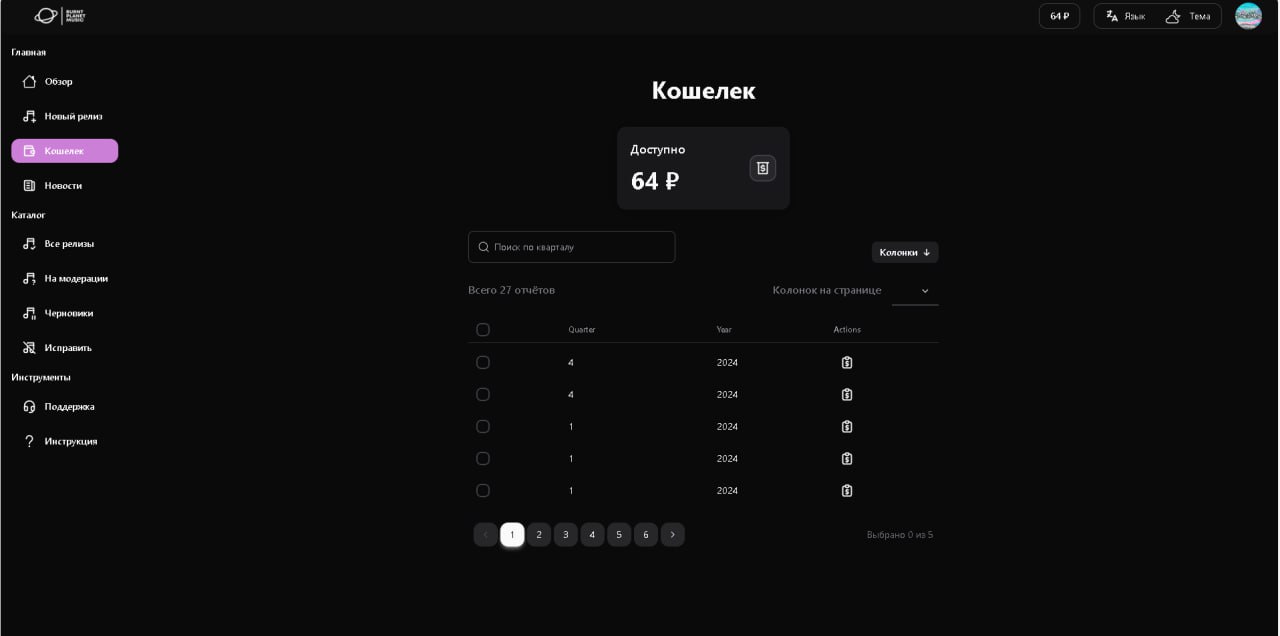 BURNT
PLANET
MUSIC
64 ₽
Язык
Тема
Главная
Обзор
Новый релиз
Кошелек
Новости
Каталог
Все релизы
На модерации
Черновики
Исправить
Инструменты
Поддержка
Инструкция
Кошелек
Доступно
64 ₽
Поиск по кварталу
Колонки ↓
Всего 27 отчётов
Колонок на странице
Quarter Year Actions
4 2024
4 2024
1 2024
1 2024
1 2024
< 1 2 3 4 5 6 >
Выбрано 0 из 5